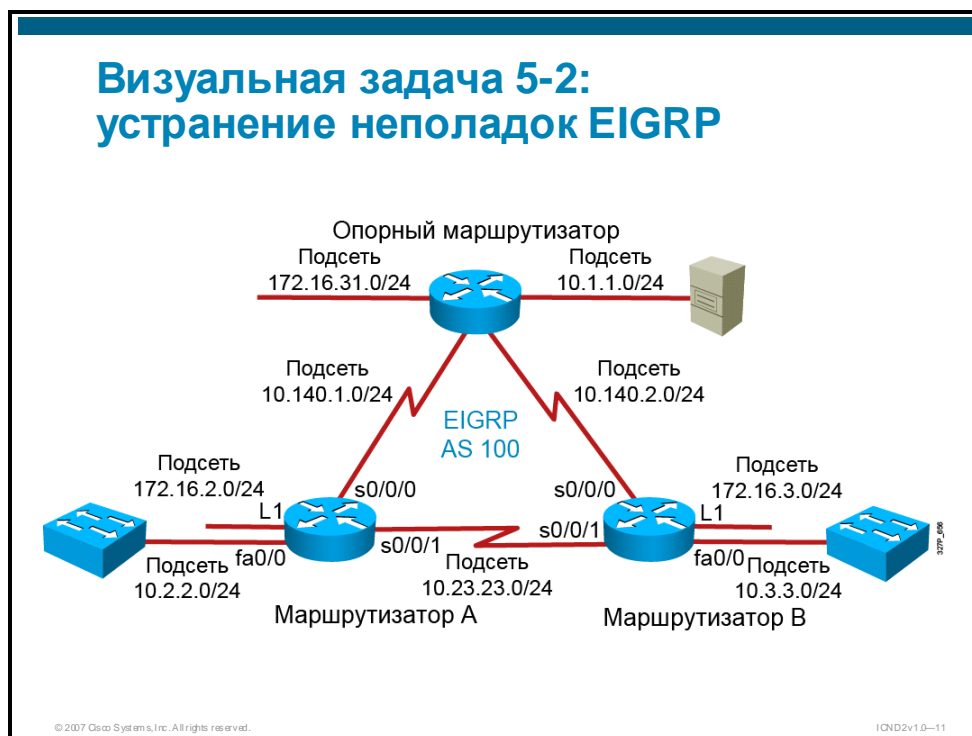 Визуальная задача 5-2:
устранение неполадок EIGRP
Опорный маршрутизатор
Подсеть
172.16.31.0/24
Подсеть
10.1.1.0/24
Подсеть
10.140.1.0/24
Подсеть
10.140.2.0/24
EIGRP
AS 100
Подсеть
172.16.2.0/24
L1
s0/0/0
s0/0/1
fa0/0
Подсеть
10.2.2.0/24
Маршрутизатор A
Подсеть
10.23.23.0/24
s0/0/0
s0/0/1
Подсеть
172.16.3.0/24
L1
fa0/0
Подсеть
10.3.3.0/24
Маршрутизатор B
327P_656
© 2007 Cisco Systems, Inc. All rights reserved.
ICND2 v1.0—11